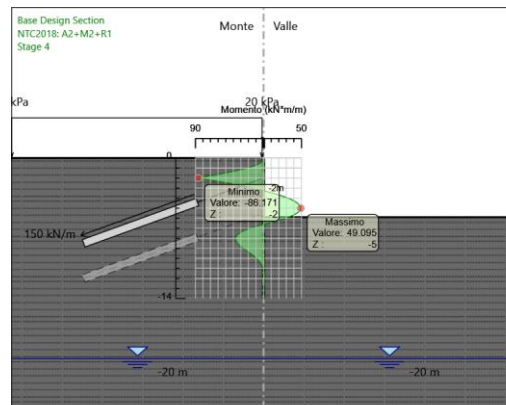 Base Design Section
NTC2018: A2+M2+R1
Stage 4
Monte Valle
kPa
20 kPa
Momento (kN*m/m)
90 50
0
Minimo
Valore: -86.171
Z : -2
-2m
Massimo
Valore: 49.095
Z : -5
150 kN/m
-14
-20 m
-20 m